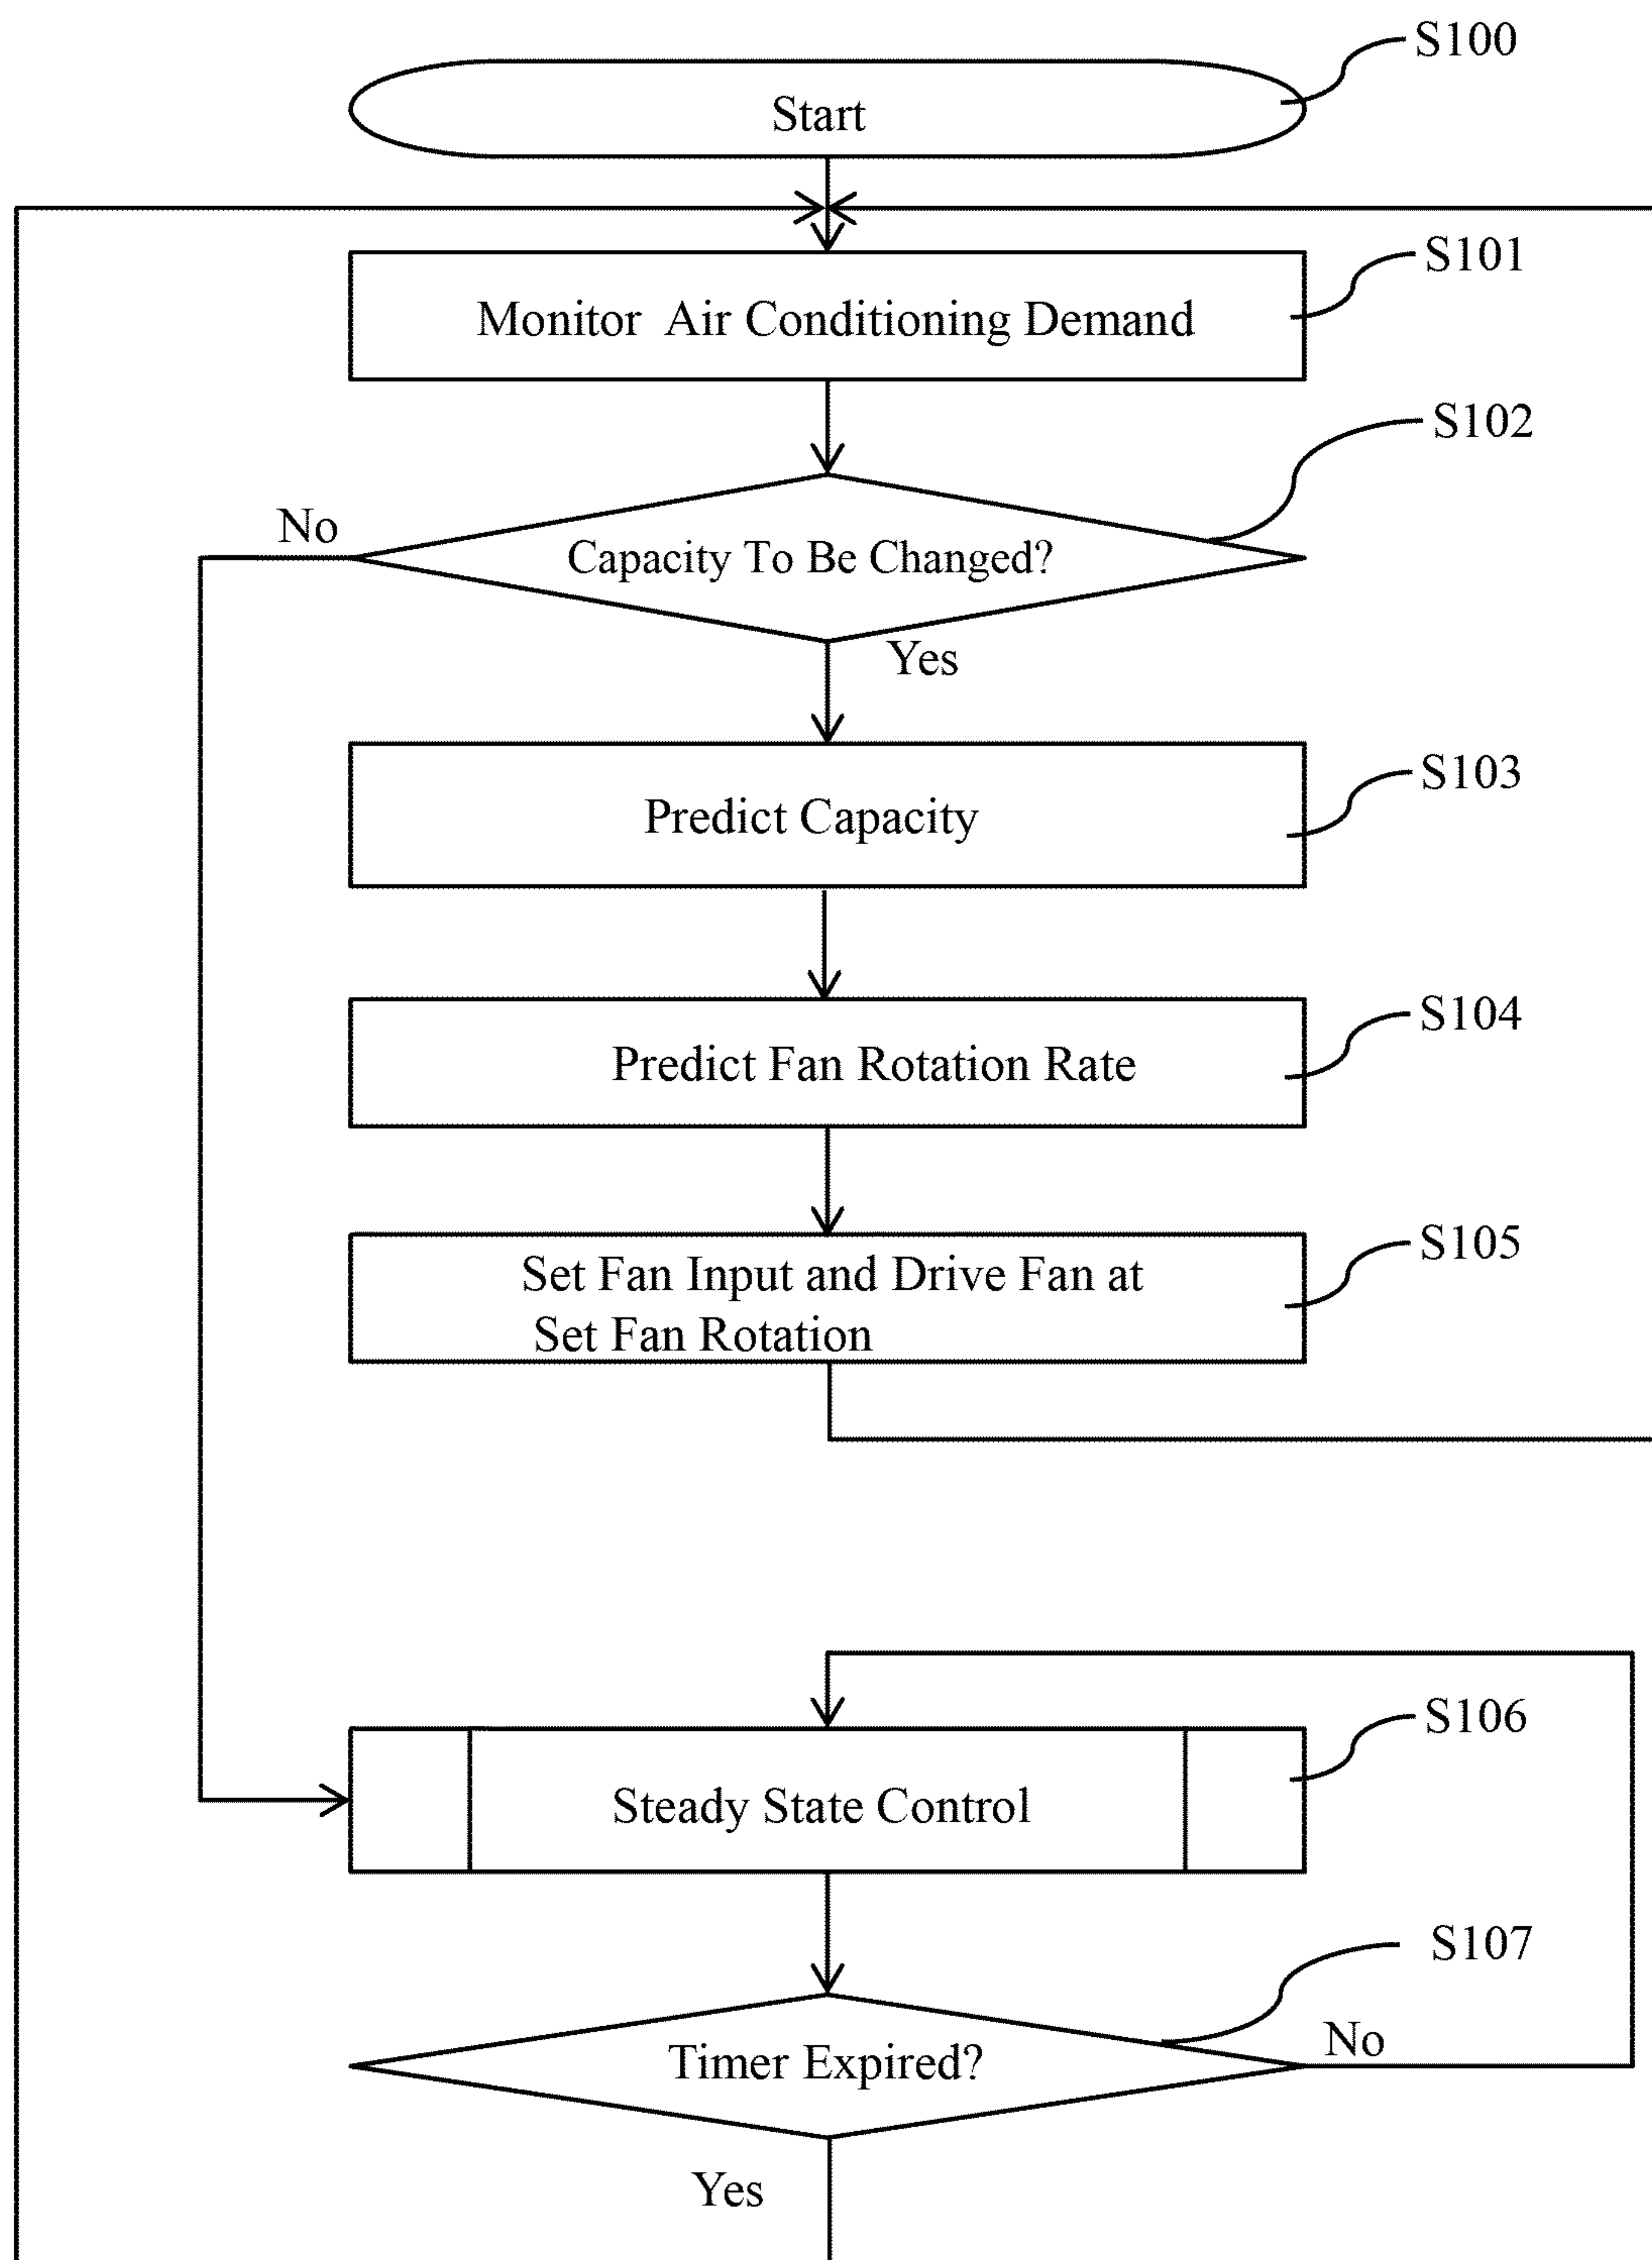 S100
Start
S101
Monitor Air Conditioning Demand
S102
No
Capacity To Be Changed?
Yes
S103
Predict Capacity
S104
Predict Fan Rotation Rate
S105
Set Fan Input and Drive Fan at
Set Fan Rotation
S106
Steady State Control
S107
No
Timer Expired?
Yes